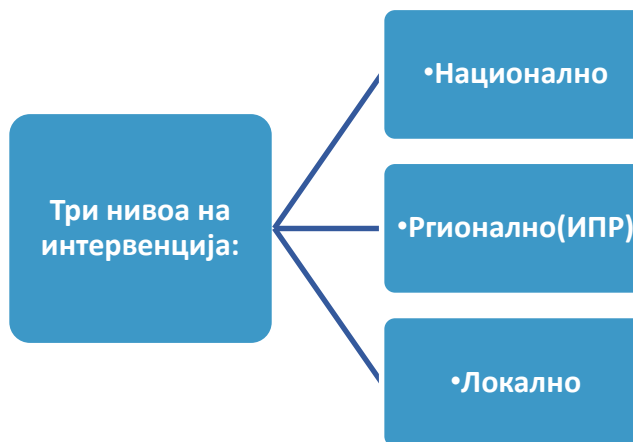 Три нивоа на
интервенција:
•Национално
•Ргионално(ИПР)
•Локално